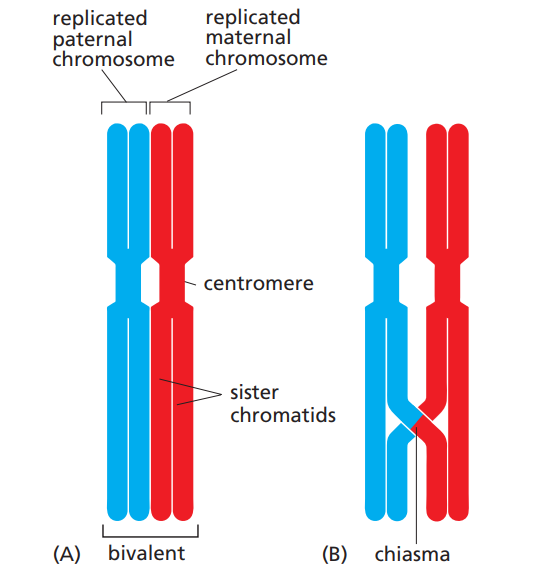 replicated
paternal
chromosome
replicated
maternal
chromosome
centromere
sister
chromatids
(A) bivalent
(B) chiasma